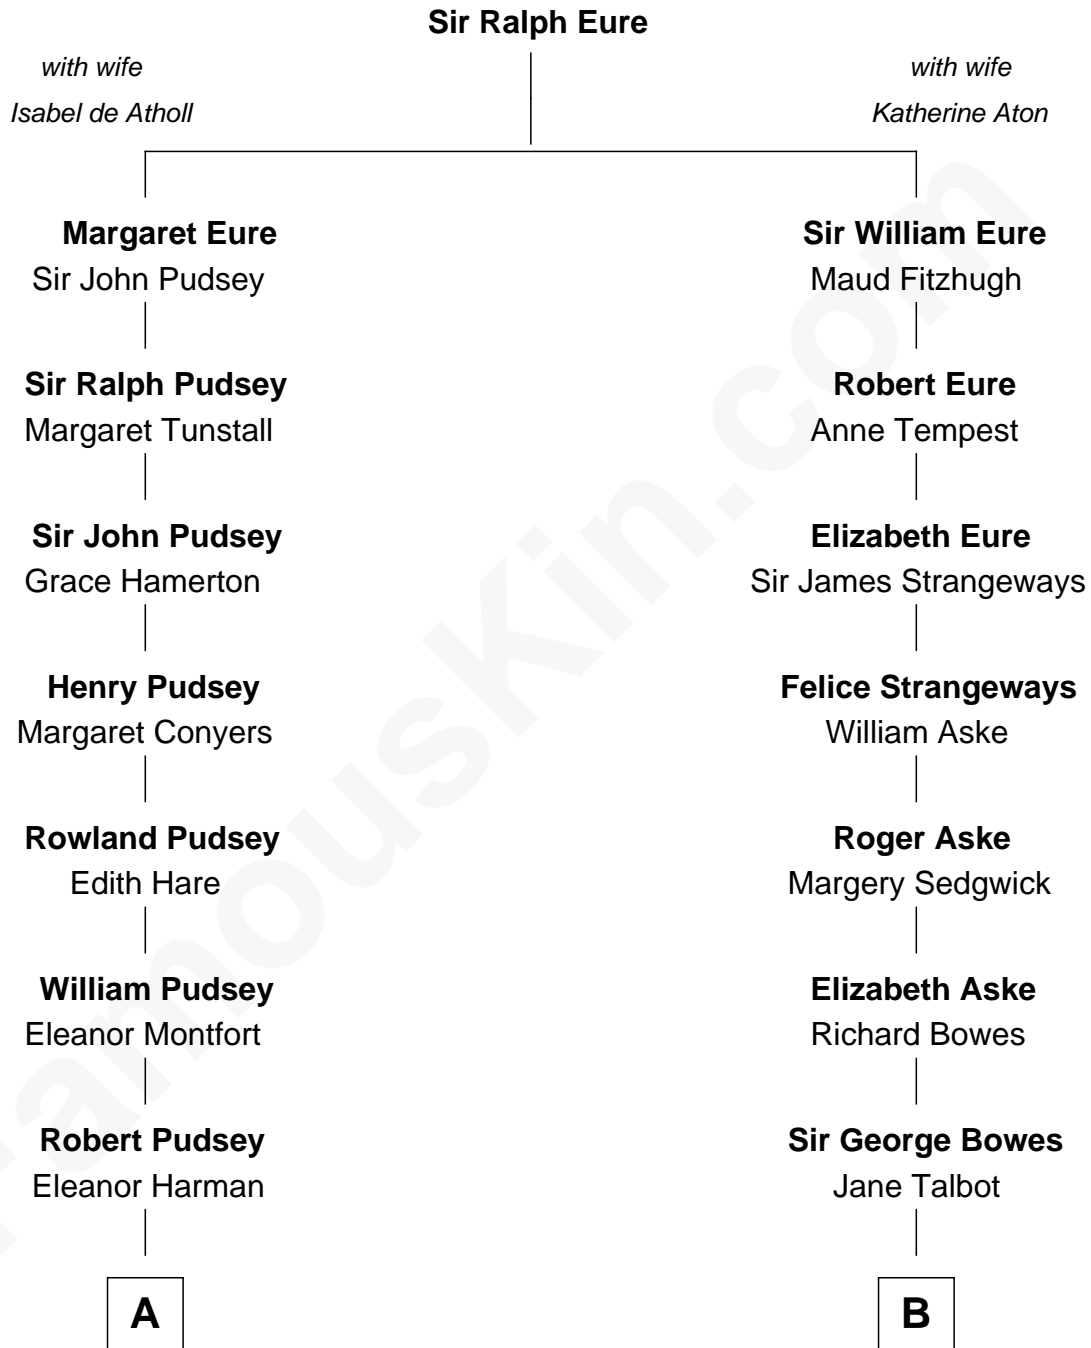 Sir Ralph Eure
with wife
Isabel de Atholl
with wife
Katherine Aton
Margaret Eure
Sir John Pudsey
Sir William Eure
Maud Fitzhugh
Sir Ralph Pudsey
Margaret Tunstall
Robert Eure
Anne Tempest
Sir John Pudsey
Grace Hamerton
Elizabeth Eure
Sir James Strangeways
Henry Pudsey
Margaret Conyers
Felice Strangeways
William Aske
Rowland Pudsey
Edith Hare
Roger Aske
Margery Sedgwick
William Pudsey
Eleanor Montfort
Elizabeth Aske
Richard Bowes
Robert Pudsey
Eleanor Harman
Sir George Bowes
Jane Talbot
A
B
FamousKin.com